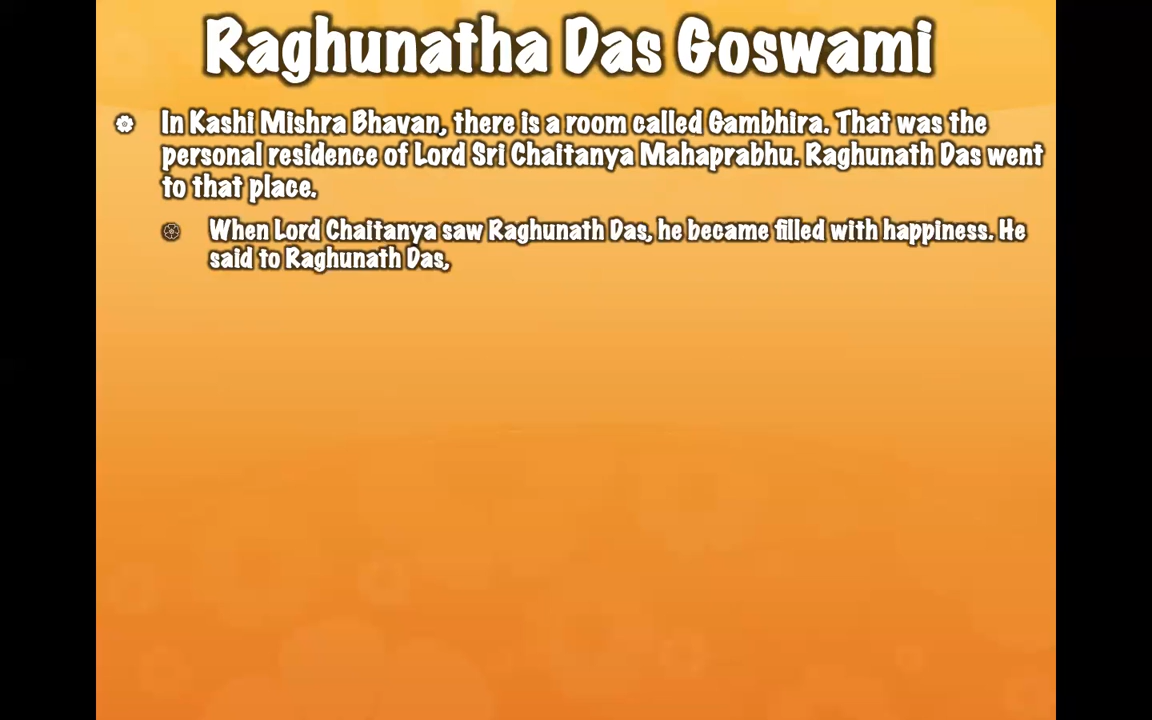 Raghunatha Das Goswami
In Kashi Mishra Bhavan, there is a room called Gambhira. That was the
personal residence of Lord Sri Chaitanya Mahaprabhu. Raghunath Das went
to that place.
When Lord Chaitanya saw Raghunath Das, he became filled with happiness. He
said to Raghunath Das,